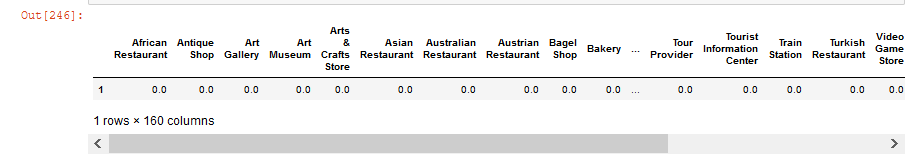 Out[246]:
African Restaurant Antique Shop Art Gallery Art Museum Arts & Crafts Store Asian Restaurant Australian Restaurant Austrian Restaurant Bagel Shop Bakery ... Tour Provider Tourist Information Center Train Station Turkish Restaurant Video Game Store
1 0.0 0.0 0.0 0.0 0.0 0.0 0.0 0.0 0.0 0.0 ... 0.0 0.0 0.0 0.0 0.0
1 rows × 160 columns